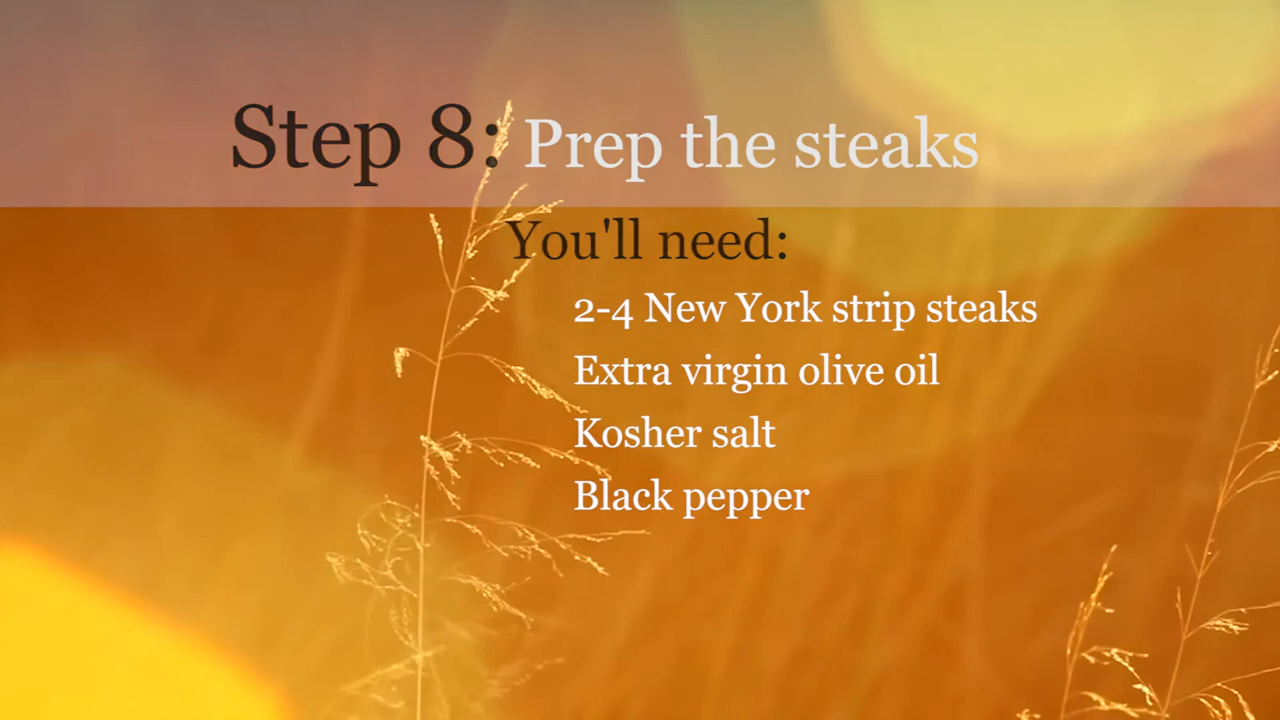 Step 8: Prep the steaks
You'll need:
2-4 New York strip steaks
Extra virgin olive oil
Kosher salt
Black pepper